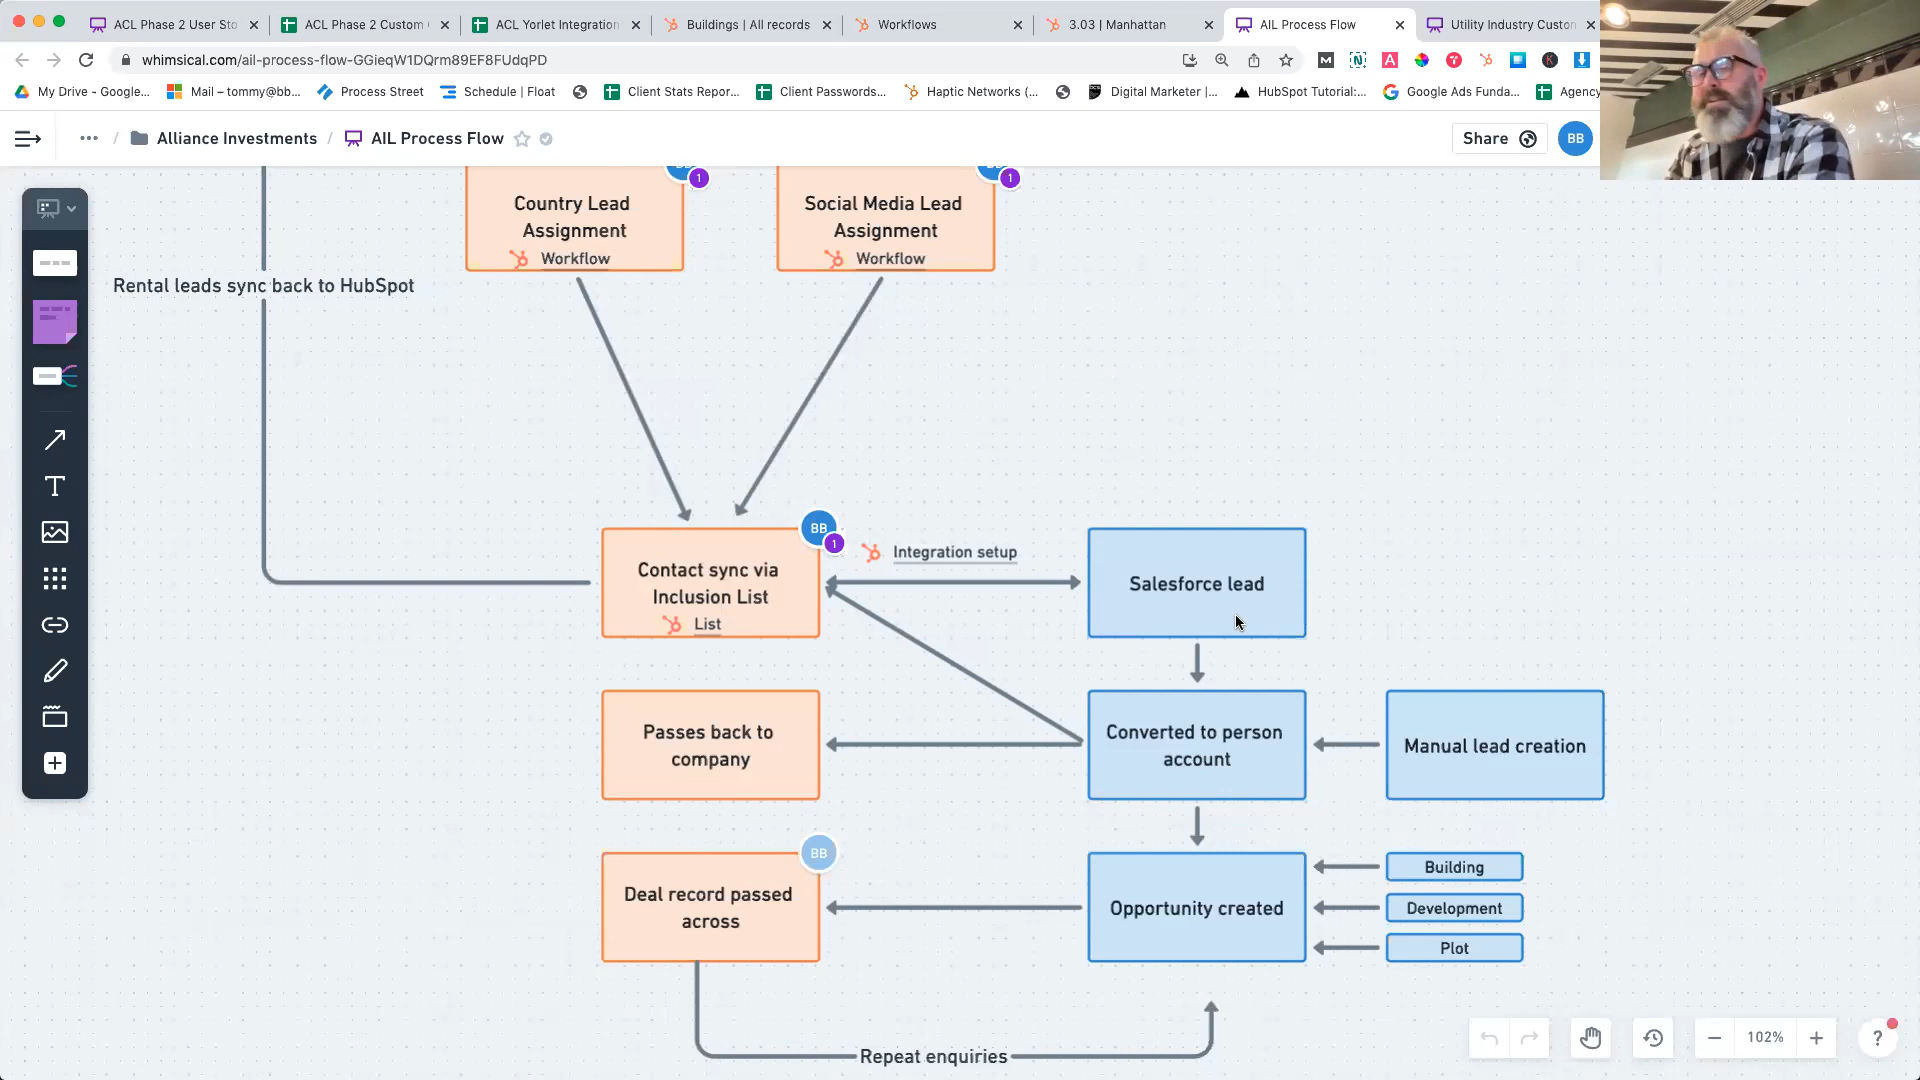 ACL Phase 2 User Sto
ACL Phase 2 Custom
ACL Yorlet Integration
Buildings | All records
Workflows
3.03 | Manhattan
AIL Process Flow
Utility Industry Custon
whimsical.com/ail-process-flow-GGieqW1DQrm89EF8FUdqPD
My Drive - Google...
Mail – tommy@bb...
Process Street
Schedule | Float
Client Stats Repor...
Client Passwords...
Haptic Networks (...
Digital Marketer |...
HubSpot Tutorial:...
Google Ads Funda...
Agency
Alliance Investments / AIL Process Flow
Share
BB
Country Lead
Assignment
Workflow
1
Social Media Lead
Assignment
Workflow
1
Rental leads sync back to HubSpot
Contact sync via
Inclusion List
List
BB
1
Integration setup
Salesforce lead
Passes back to
company
Converted to person
account
Manual lead creation
Deal record passed
across
BB
Opportunity created
Building
Development
Plot
Repeat enquiries
102%